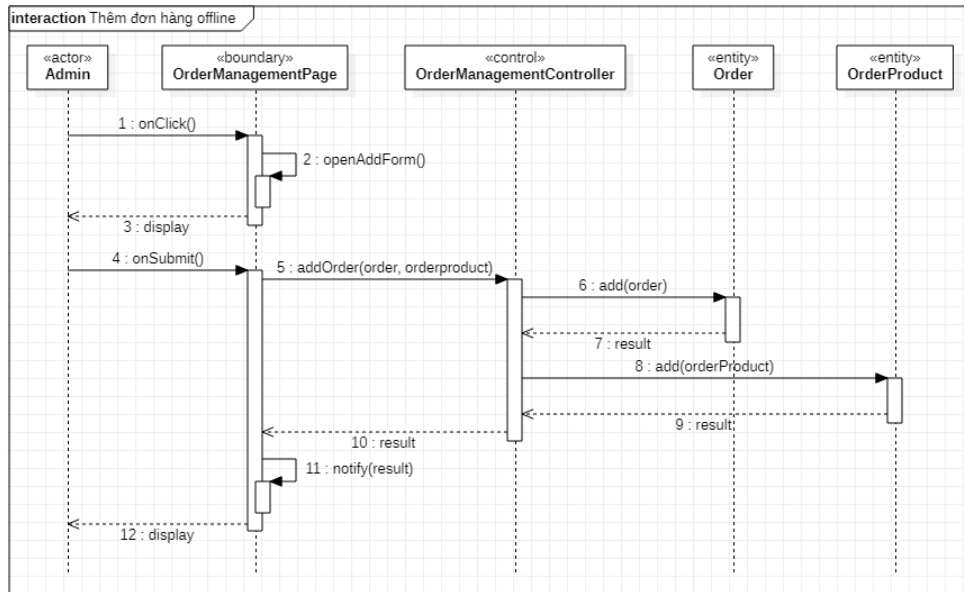 interaction Thêm đơn hàng offline
«actor»
Admin
«boundary»
OrderManagementPage
«control»
OrderManagementController
«entity»
Order
«entity»
OrderProduct
1 : onClick()
2 : openAddForm()
3 : display
4 : onSubmit()
5 : addOrder(order, orderproduct)
6 : add(order)
7 : result
8 : add(orderProduct)
9 : result
10 : result
11 : notify(result)
12 : display